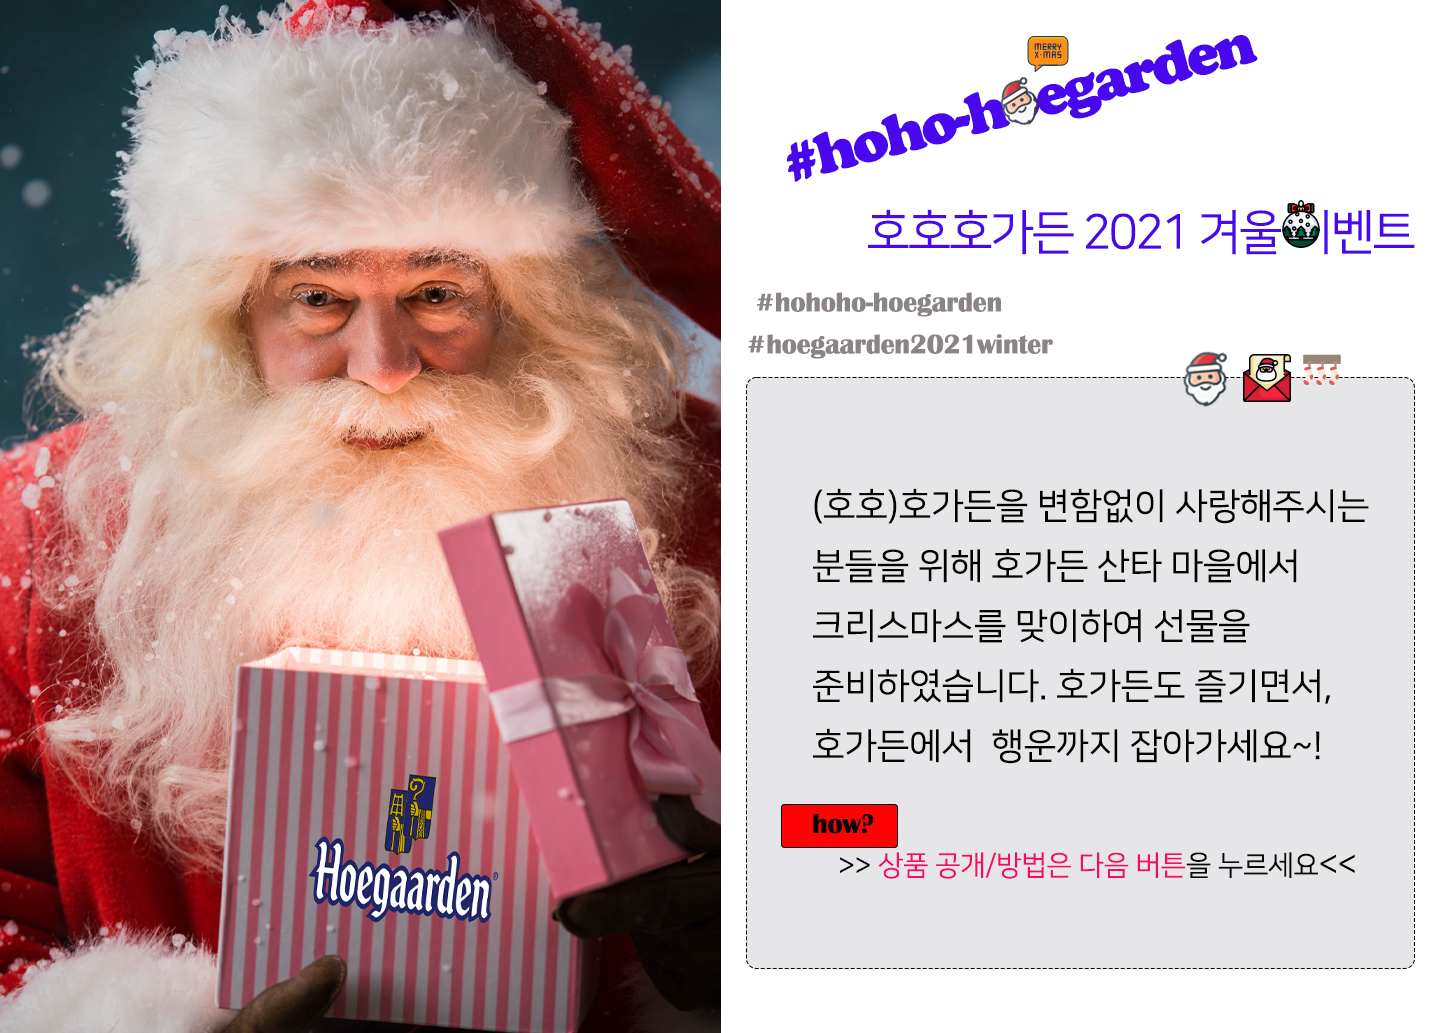 MERRY
X-MAS
#hoho-hoegarden
호호호가든 2021 겨울이벤트
#hohoho-hoegarden
#hoegaarden2021winter
(호호)호가든을 변함없이 사랑해주시는
분들을 위해 호가든 산타 마을에서
크리스마스를 맞이하여 선물을
준비하였습니다. 호가든도 즐기면서,
호가든에서 행운까지 잡아가세요~!
how?
>> 상품 공개/방법은 다음 버튼을 누르세요<<
Hoegaarden®